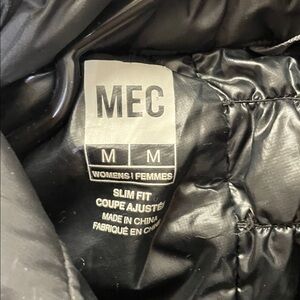 MEC
M M
WOMENS | FEMMES
SLIM FIT
COUPE AJUSTÉE
MADE IN CHINA
FABRIQUÉ EN CHINE